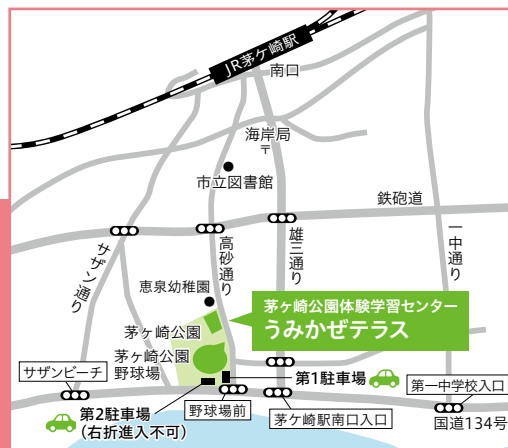 JR茅ケ崎駅
南口
海岸局
〒
市立図書館
鉄砲道
サザン通り
高砂通り
雄三通り
一中通り
恵泉幼稚園
茅ヶ崎公園体験学習センター
うみかぜテラス
茅ヶ崎公園
茅ヶ崎公園
野球場
サザンビーチ
第1駐車場
第一中学校入口
第2駐車場
(右折進入不可)
野球場前
茅ヶ崎駅南口入口
国道134号